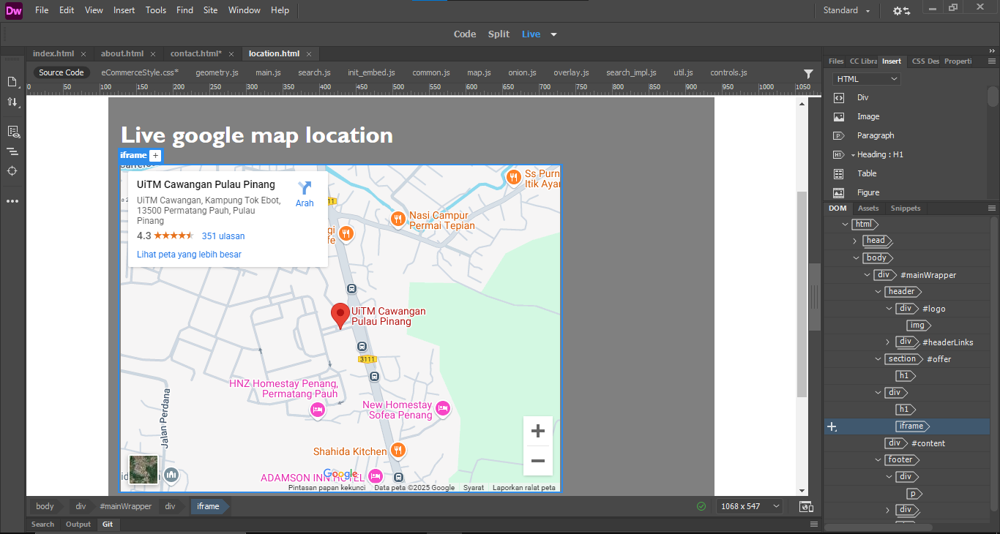 Dw File Edit View Insert Tools Find Site Window Help Standard
Code Split Live
index.html about.html contact.html* location.html
Source Code eCommerceStyle.css* geometry.js main.js search.js init_embed.js common.js map.js onion.js overlay.js search_impl.js util.js controls.js
0 50 100 150 200 250 300 350 400 450 500 550 600 650 700 750 800 850 900 950 1000 1050
Live google map location
iframe +
UiTM Cawangan Pulau Pinang
UiTM Cawangan, Kampung Tok Ebot,
13500 Permatang Pauh, Pulau
Pinang
4.3 351 ulasan
Lihat peta yang lebih besar
Arah
Ss Purn
Itik Ayar
Nasi Campur
Permai Tepian
UiTM Cawangan
Pulau Pinang
3111
HNZ Homestay Penang,
Permatang Pauh
New Homestay
Sofea Penang
Jalan Perdana
Shahida Kitchen
ADAMSON INN HOTEL
Google
Pintasan papan kekunci Data peta ©2025 Google Syarat Laporkan ralat peta
body div #mainWrapper div iframe 1068 x 547
Search Output Git
Files CC Libra Insert CSS Des Properti
HTML
Div
Image
Paragraph
Heading : H1
Table
Figure
DOM Assets Snippets
html
head
body
div #mainWrapper
header
div #logo
img
div #headerLinks
section #offer
h1
div
h1
iframe
div #content
footer
div
p
div